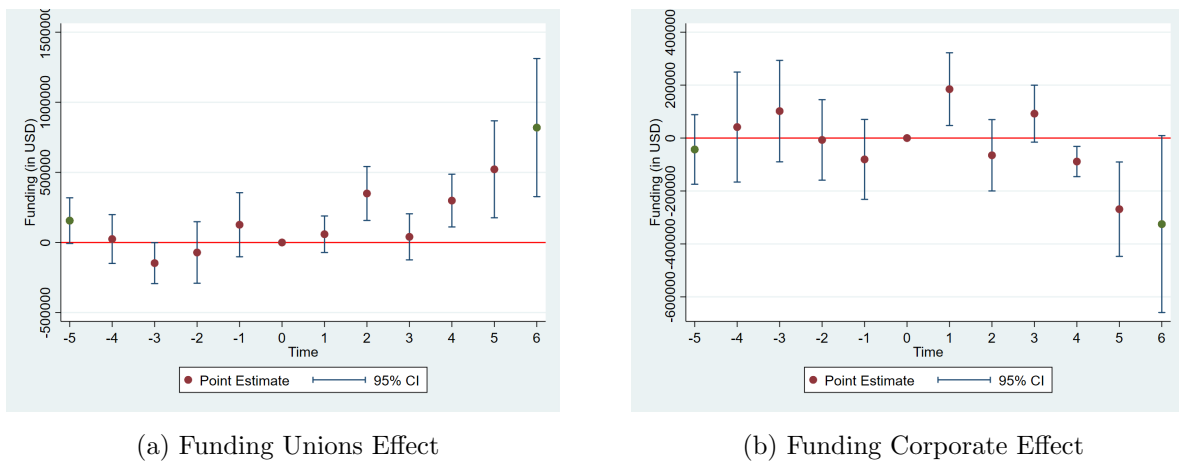 Funding (in USD)
1500000
1000000
500000
0
-500000
-5 -4 -3 -2 -1 0 1 2 3 4 5 6
Time
Point Estimate 95% CI
(a) Funding Unions Effect
Funding (in USD)
400000
200000
0
-200000
-400000
-600000
-5 -4 -3 -2 -1 0 1 2 3 4 5 6
Time
Point Estimate 95% CI
(b) Funding Corporate Effect